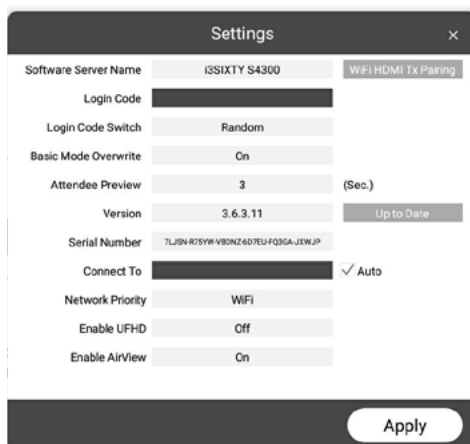 Settings ×
Software Server Name i3SIXTY S4300 WiFi HDMI Tx Pairing
Login Code
Login Code Switch Random
Basic Mode Overwrite On
Attendee Preview 3 (Sec.)
Version 3.6.3.11 Up to Date
Serial Number
Connect To Auto
Network Priority WiFi
Enable UFHD Off
Enable AirView On
Apply